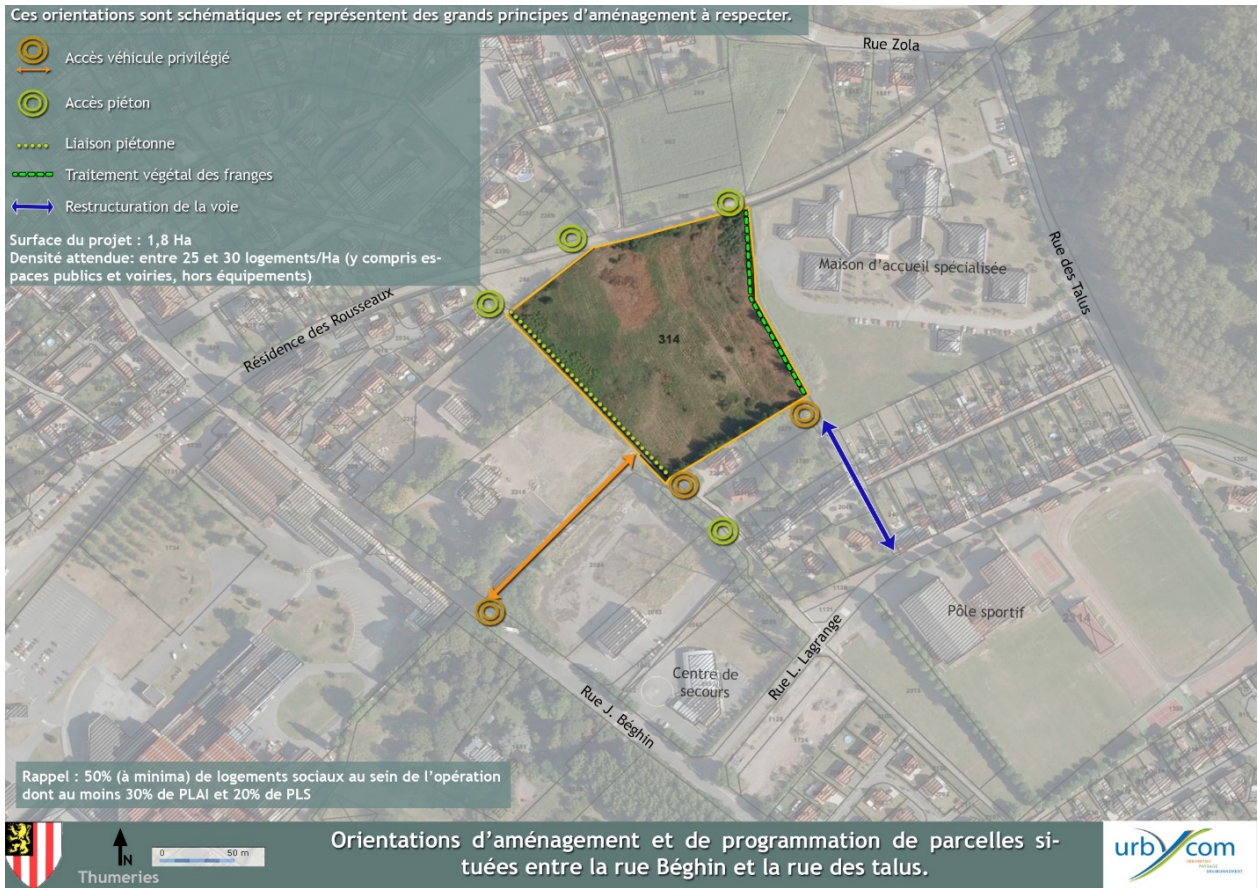 Ces orientations sont schématiques et représentent des grands principes d'aménagement à respecter.
Accès véhicule privilégié
Accès piéton
Liaison piétonne
Traitement végétal des franges
Restructuration de la voie
Surface du projet : 1,8 Ha
Densité attendue: entre 25 et 30 logements/Ha (y compris es-
paces publics et voiries, hors équipements)
Rue Zola
Maison d'accueil spécialisée
Rue des Talus
Résidence des Rousseaux
314
Pôle sportif
2314
Rue L. Lagrange
Centre de
secours
Rue J. Béghin
Rappel : 50% (à minima) de logements sociaux au sein de l'opération
dont au moins 30% de PLAI et 20% de PLS
N
0 50 m
Thumeries
Orientations d'aménagement et de programmation de parcelles si-
tuées entre la rue Béghin et la rue des talus.
urbycom
URBANISME
PAYSAGE
ENVIRONNEMENT